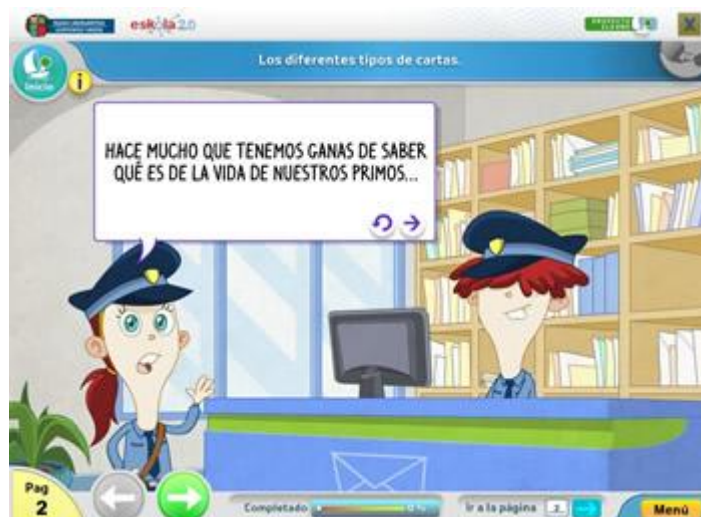 eskola 2.0
Los diferentes tipos de cartas.
Inicio
i
HACE MUCHO QUE TENEMOS GANAS DE SABER
QUÉ ES DE LA VIDA DE NUESTROS PRIMOS...
Pag
2
Completado
Ir a la página 2
Menú